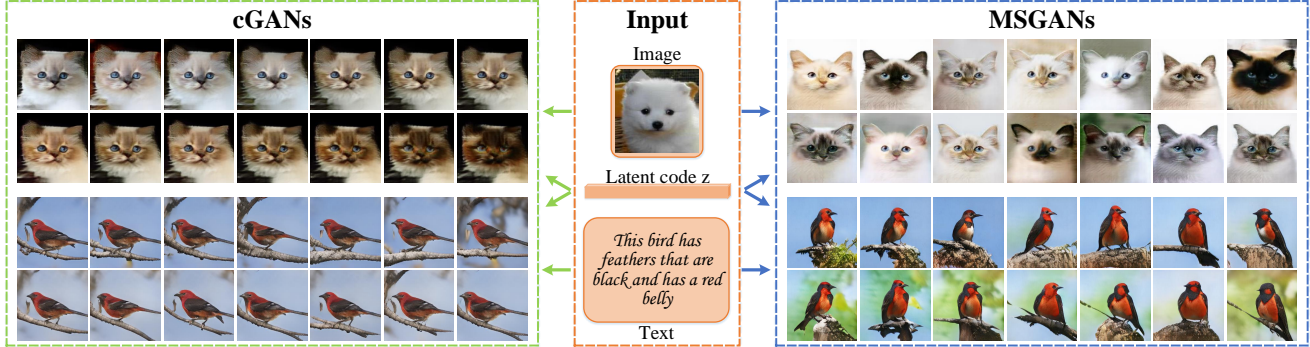 cGANs
Input
MSGANs
Image
Latent code z
This bird has
feathers that are
black and has a red
belly
Text